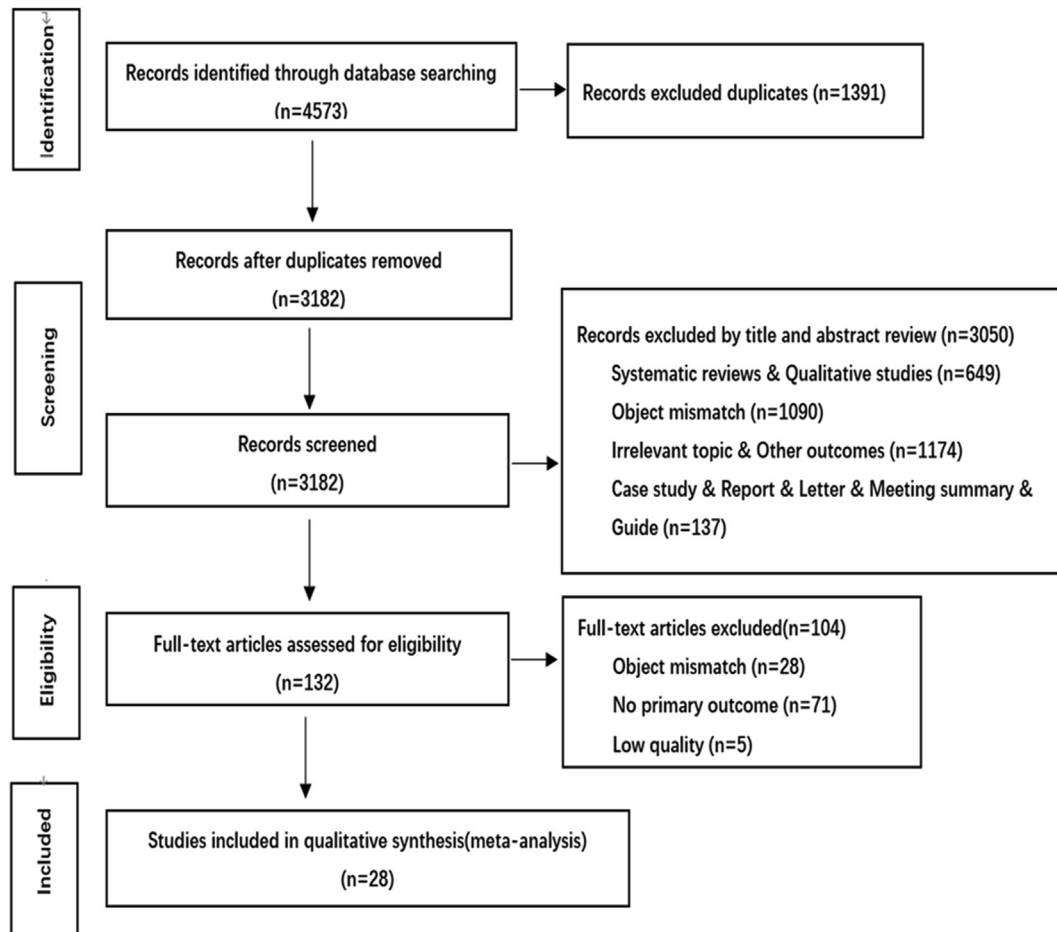 Identification
Records identified through database searching
(n=4573)
Records excluded duplicates (n=1391)
Records after duplicates removed
(n=3182)
Screening
Records screened
(n=3182)
Records excluded by title and abstract review (n=3050)
Systematic reviews & Qualitative studies (n=649)
Object mismatch (n=1090)
Irrelevant topic & Other outcomes (n=1174)
Case study & Report & Letter & Meeting summary &
Guide (n=137)
Eligibility
Full-text articles assessed for eligibility
(n=132)
Full-text articles excluded(n=104)
Object mismatch (n=28)
No primary outcome (n=71)
Low quality (n=5)
Included
Studies included in qualitative synthesis(meta-analysis)
(n=28)